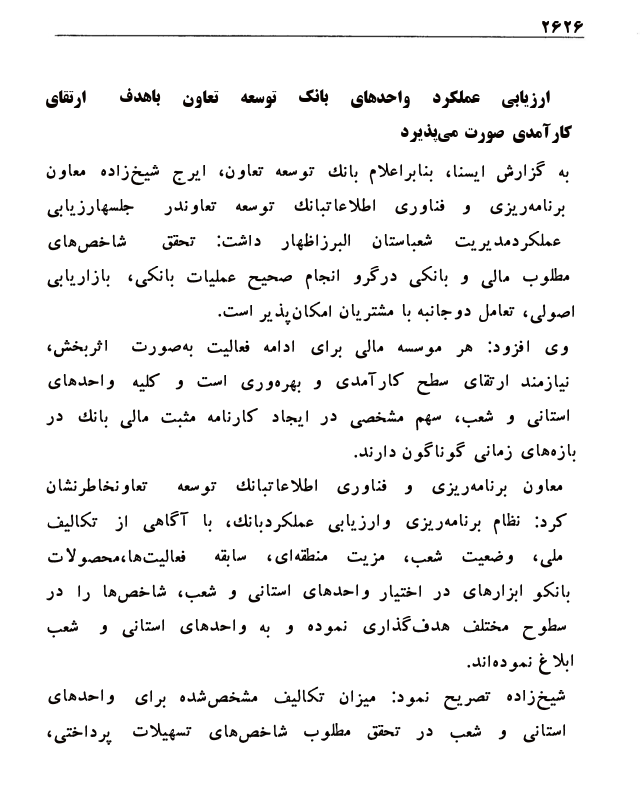 ۲۶۲۶
ارزیابی عملکرد واحدهای بانک توسعه تعاون باهدف ارتقای
کارآمدی صورت می‌پذیرد
به گزارش ایسنا، بنابراعلام بانك توسعه تعاون، ایرج شیخ‌زاده معاون
برنامه‌ریزی و فناوری اطلاعاتبانك توسعه تعاوندر جلسهارزیابی
عملکردمدیریت شعباستان البرزاظهار داشت: تحقق شاخص‌های
مطلوب مالی و بانکی درگرو انجام صحیح عملیات بانکی، بازاریابی
اصولی، تعامل دوجانبه با مشتریان امکان‌پذیر است.
وی افزود: هر موسسه مالی برای ادامه فعالیت به‌صورت اثربخش،
نیازمند ارتقای سطح کارآمدی و بهره‌وری است و کلیه واحدهای
استانی و شعب، سهم مشخصی در ایجاد کارنامه مثبت مالی بانك در
بازه‌های زمانی گوناگون دارند.
معاون برنامه‌ریزی و فناوری اطلاعاتبانك توسعه تعاونخاطرنشان
کرد: نظام برنامه‌ریزی وارزیابی عملکردبانك، با آگاهی از تکالیف
ملی، وضعیت شعب، مزیت منطقه‌ای، سابقه فعالیت‌ها،محصولات
بانکو ابزارهای در اختیار واحدهای استانی و شعب، شاخص‌ها را در
سطوح مختلف هدف‌گذاری نموده و به واحدهای استانی و شعب
ابلاغ نموده‌اند.
شیخ‌زاده تصریح نمود: میزان تکالیف مشخص‌شده برای واحدهای
استانی و شعب در تحقق مطلوب شاخص‌های تسهیلات پرداختی،